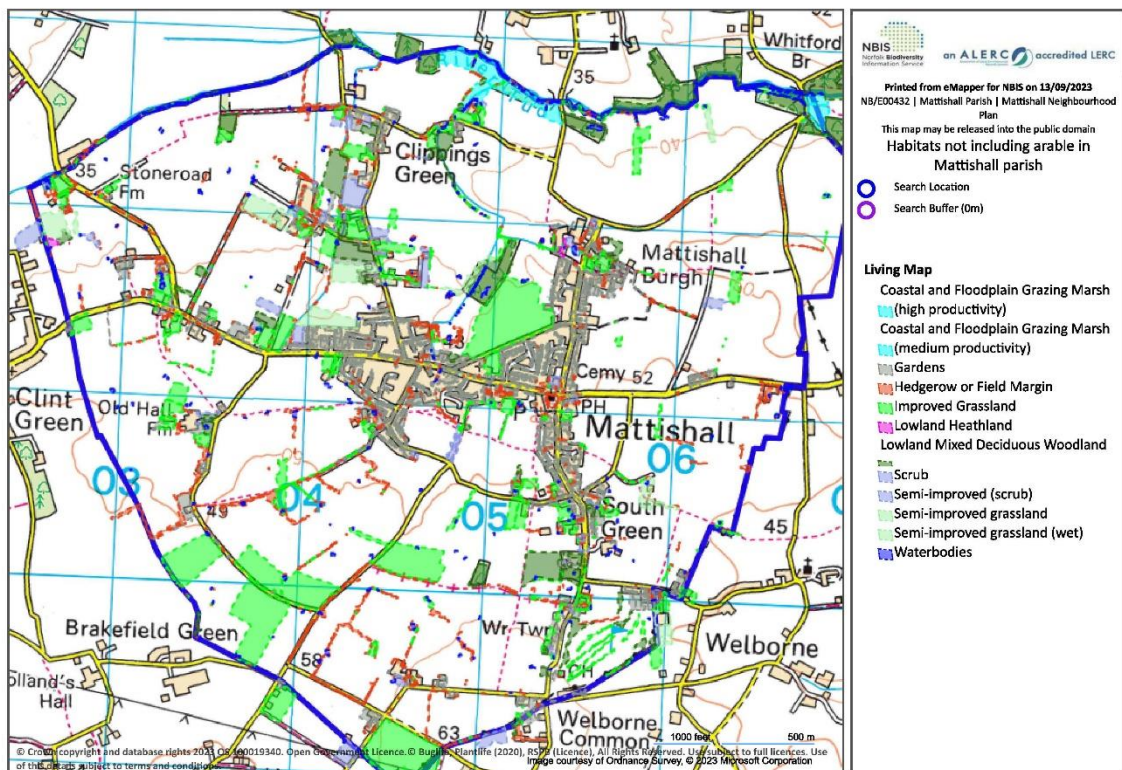 52
Whitford
Br
35
Clippings
Green
40
35
Stoneroad
Fm
Mattishall
Burgh
Cemy 52
PH
Clint
Green
Old Hall
Fm
Mattishall
03
04
05
06
49
South
Green
45
Wr Twr
Brakefield Green
Welborne
58
CH
olland's
Hall
63
Welborne
Common
1000 feet
500 m
© Crown copyright and database rights 2023 OS 100019340. Open Government Licence.© Buglife, Plantlife (2020), RSPB (Licence), All Rights Reserved. Use subject to full licences. Use
of this data is subject to terms and conditions.
Image courtesy of Ordnance Survey, © 2023 Microsoft Corporation
NBIS
Norfolk Biodiversity
Information Service
an ALERC accredited LERC
Printed from eMapper for NBIS on 13/09/2023
NB/E00432 | Mattishall Parish | Mattishall Neighbourhood
Plan
This map may be released into the public domain
Habitats not including arable in
Mattishall parish
Search Location
Search Buffer (0m)
Living Map
Coastal and Floodplain Grazing Marsh
(high productivity)
Coastal and Floodplain Grazing Marsh
(medium productivity)
Gardens
Hedgerow or Field Margin
Improved Grassland
Lowland Heathland
Lowland Mixed Deciduous Woodland
Scrub
Semi-improved (scrub)
Semi-improved grassland
Semi-improved grassland (wet)
Waterbodies